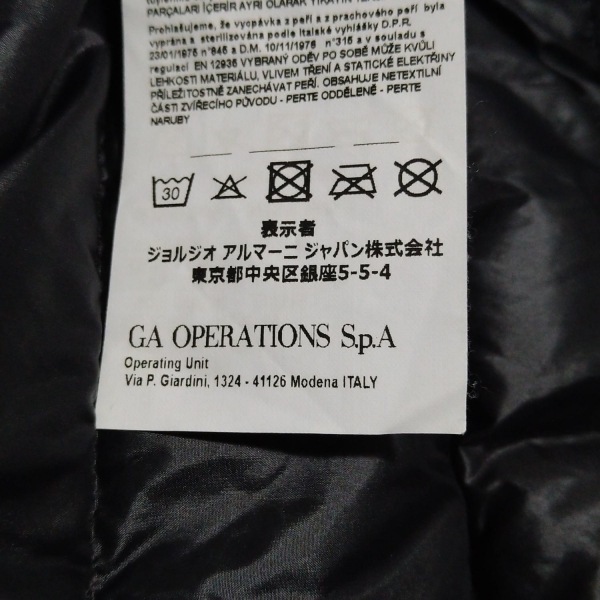 PARÇALARI İÇERİR AYRI OLARAK YIKAYIN
Prohlašujeme, že vycpávka z peří a z prachového peří byla
vyprána a sterilizována podle Italské vyhlášky D.P.R.
23/01/1976 n°846 a D.M. 10/11/1976 n°316 a v souladu s
regulací EN 12936 VYBRANÝ ODĚV PO SOBĚ MŮŽE KVŮLI
LEHKOSTI MATERIÁLU, VLIVEM TŘENÍ A STATICKÉ ELEKTŘINY
PŘÍLEŽITOSTNĚ ZANECHÁVAT PEŘÍ. OBSAHUJE NETEXTILNÍ
ČÁSTI ZVÍŘECÍHO PŮVODU - PERTE ODDĚLENĚ - PERTE
NARUBY
30
表示者
ジョルジオ アルマーニ ジャパン株式会社
東京都中央区銀座5-5-4
GA OPERATIONS S.p.A
Operating Unit
Via P. Giardini, 1324 - 41126 Modena ITALY